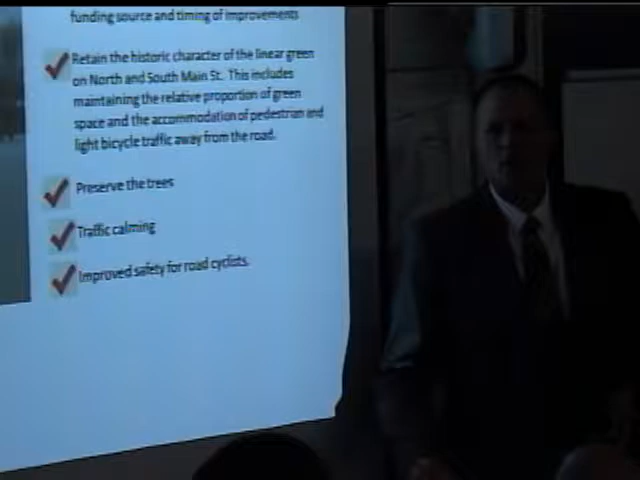 funding source and timing of improvements
Retain the historic character of the linear green
on North and South Main St. This includes
maintaining the relative proportion of green
space and the accommodation of pedestrian and
light bicycle traffic away from the road.
Preserve the trees
Traffic calming
Improved safety for road cyclists.